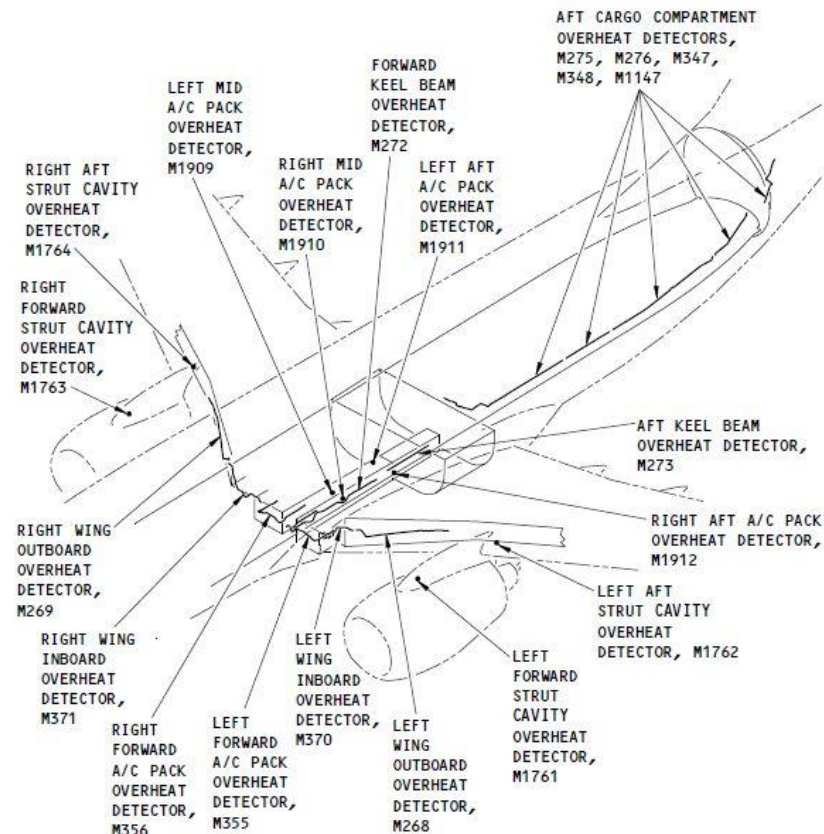 AFT CARGO COMPARTMENT
OVERHEAT DETECTORS,
M275, M276, M347,
M348, M1147
FORWARD
KEEL BEAM
OVERHEAT
DETECTOR,
M272
LEFT MID
A/C PACK
OVERHEAT
DETECTOR,
M1909
RIGHT MID
A/C PACK
OVERHEAT
DETECTOR,
M1910
LEFT AFT
A/C PACK
OVERHEAT
DETECTOR,
M1911
RIGHT AFT
STRUT CAVITY
OVERHEAT
DETECTOR,
M1764
RIGHT
FORWARD
STRUT CAVITY
OVERHEAT
DETECTOR,
M1763
AFT KEEL BEAM
OVERHEAT DETECTOR,
M273
RIGHT AFT A/C PACK
OVERHEAT DETECTOR,
M1912
LEFT AFT
STRUT CAVITY
OVERHEAT
DETECTOR, M1762
RIGHT WING
OUTBOARD
OVERHEAT
DETECTOR,
M269
RIGHT WING
INBOARD
OVERHEAT
DETECTOR,
M371
RIGHT
FORWARD
A/C PACK
OVERHEAT
DETECTOR,
M356
LEFT
FORWARD
A/C PACK
OVERHEAT
DETECTOR,
M355
LEFT
WING
INBOARD
OVERHEAT
DETECTOR,
M370
LEFT
WING
OUTBOARD
OVERHEAT
DETECTOR,
M268
LEFT
FORWARD
STRUT
CAVITY
OVERHEAT
DETECTOR,
M1761